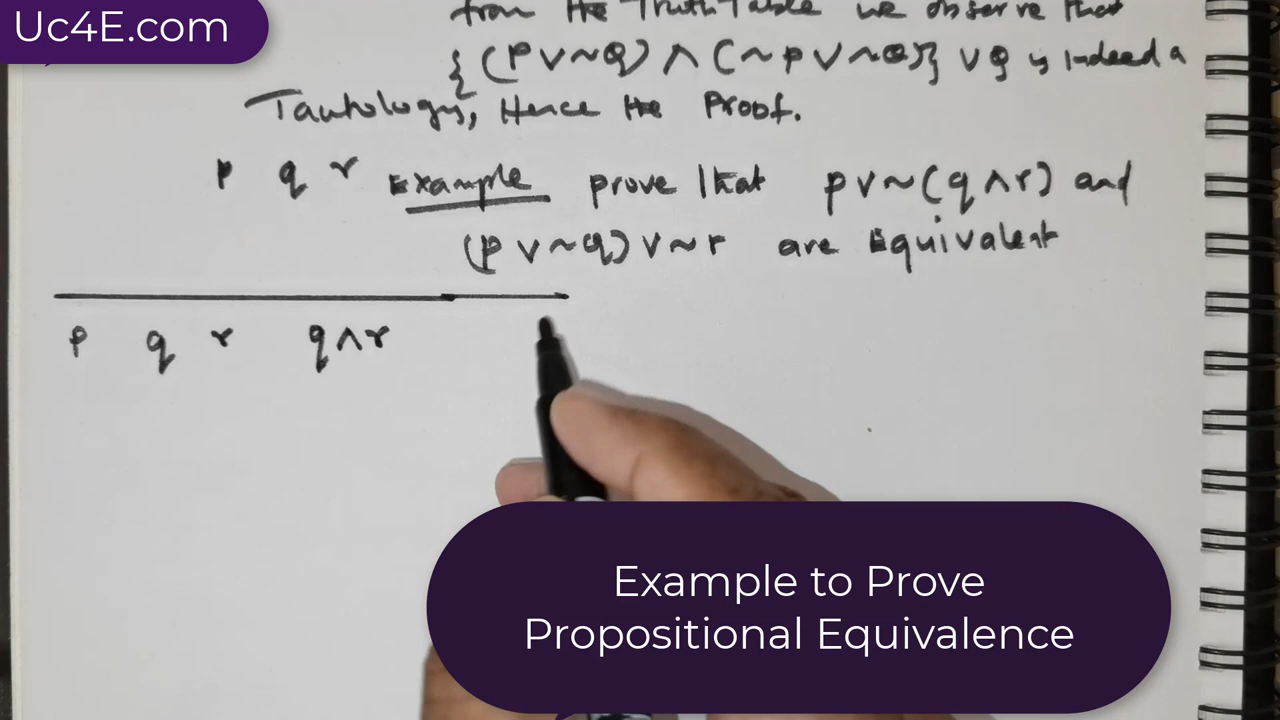 Uc4E.com
from the Truth Table we observe that
{(p∨~q)∧(~p∨~q)}∨q is indeed a
Tautology, Hence the Proof.
p q r Example prove that p∨~(q∧r) and
(p∨~q)∨~r are Equivalent
p q r q∧r
Example to Prove
Propositional Equivalence